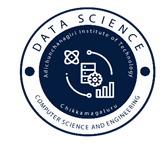 DATA SCIENCE
Adichunchanagiri Institute of Technology
Chikkamagaluru
COMPUTER SCIENCE AND ENGINEERING